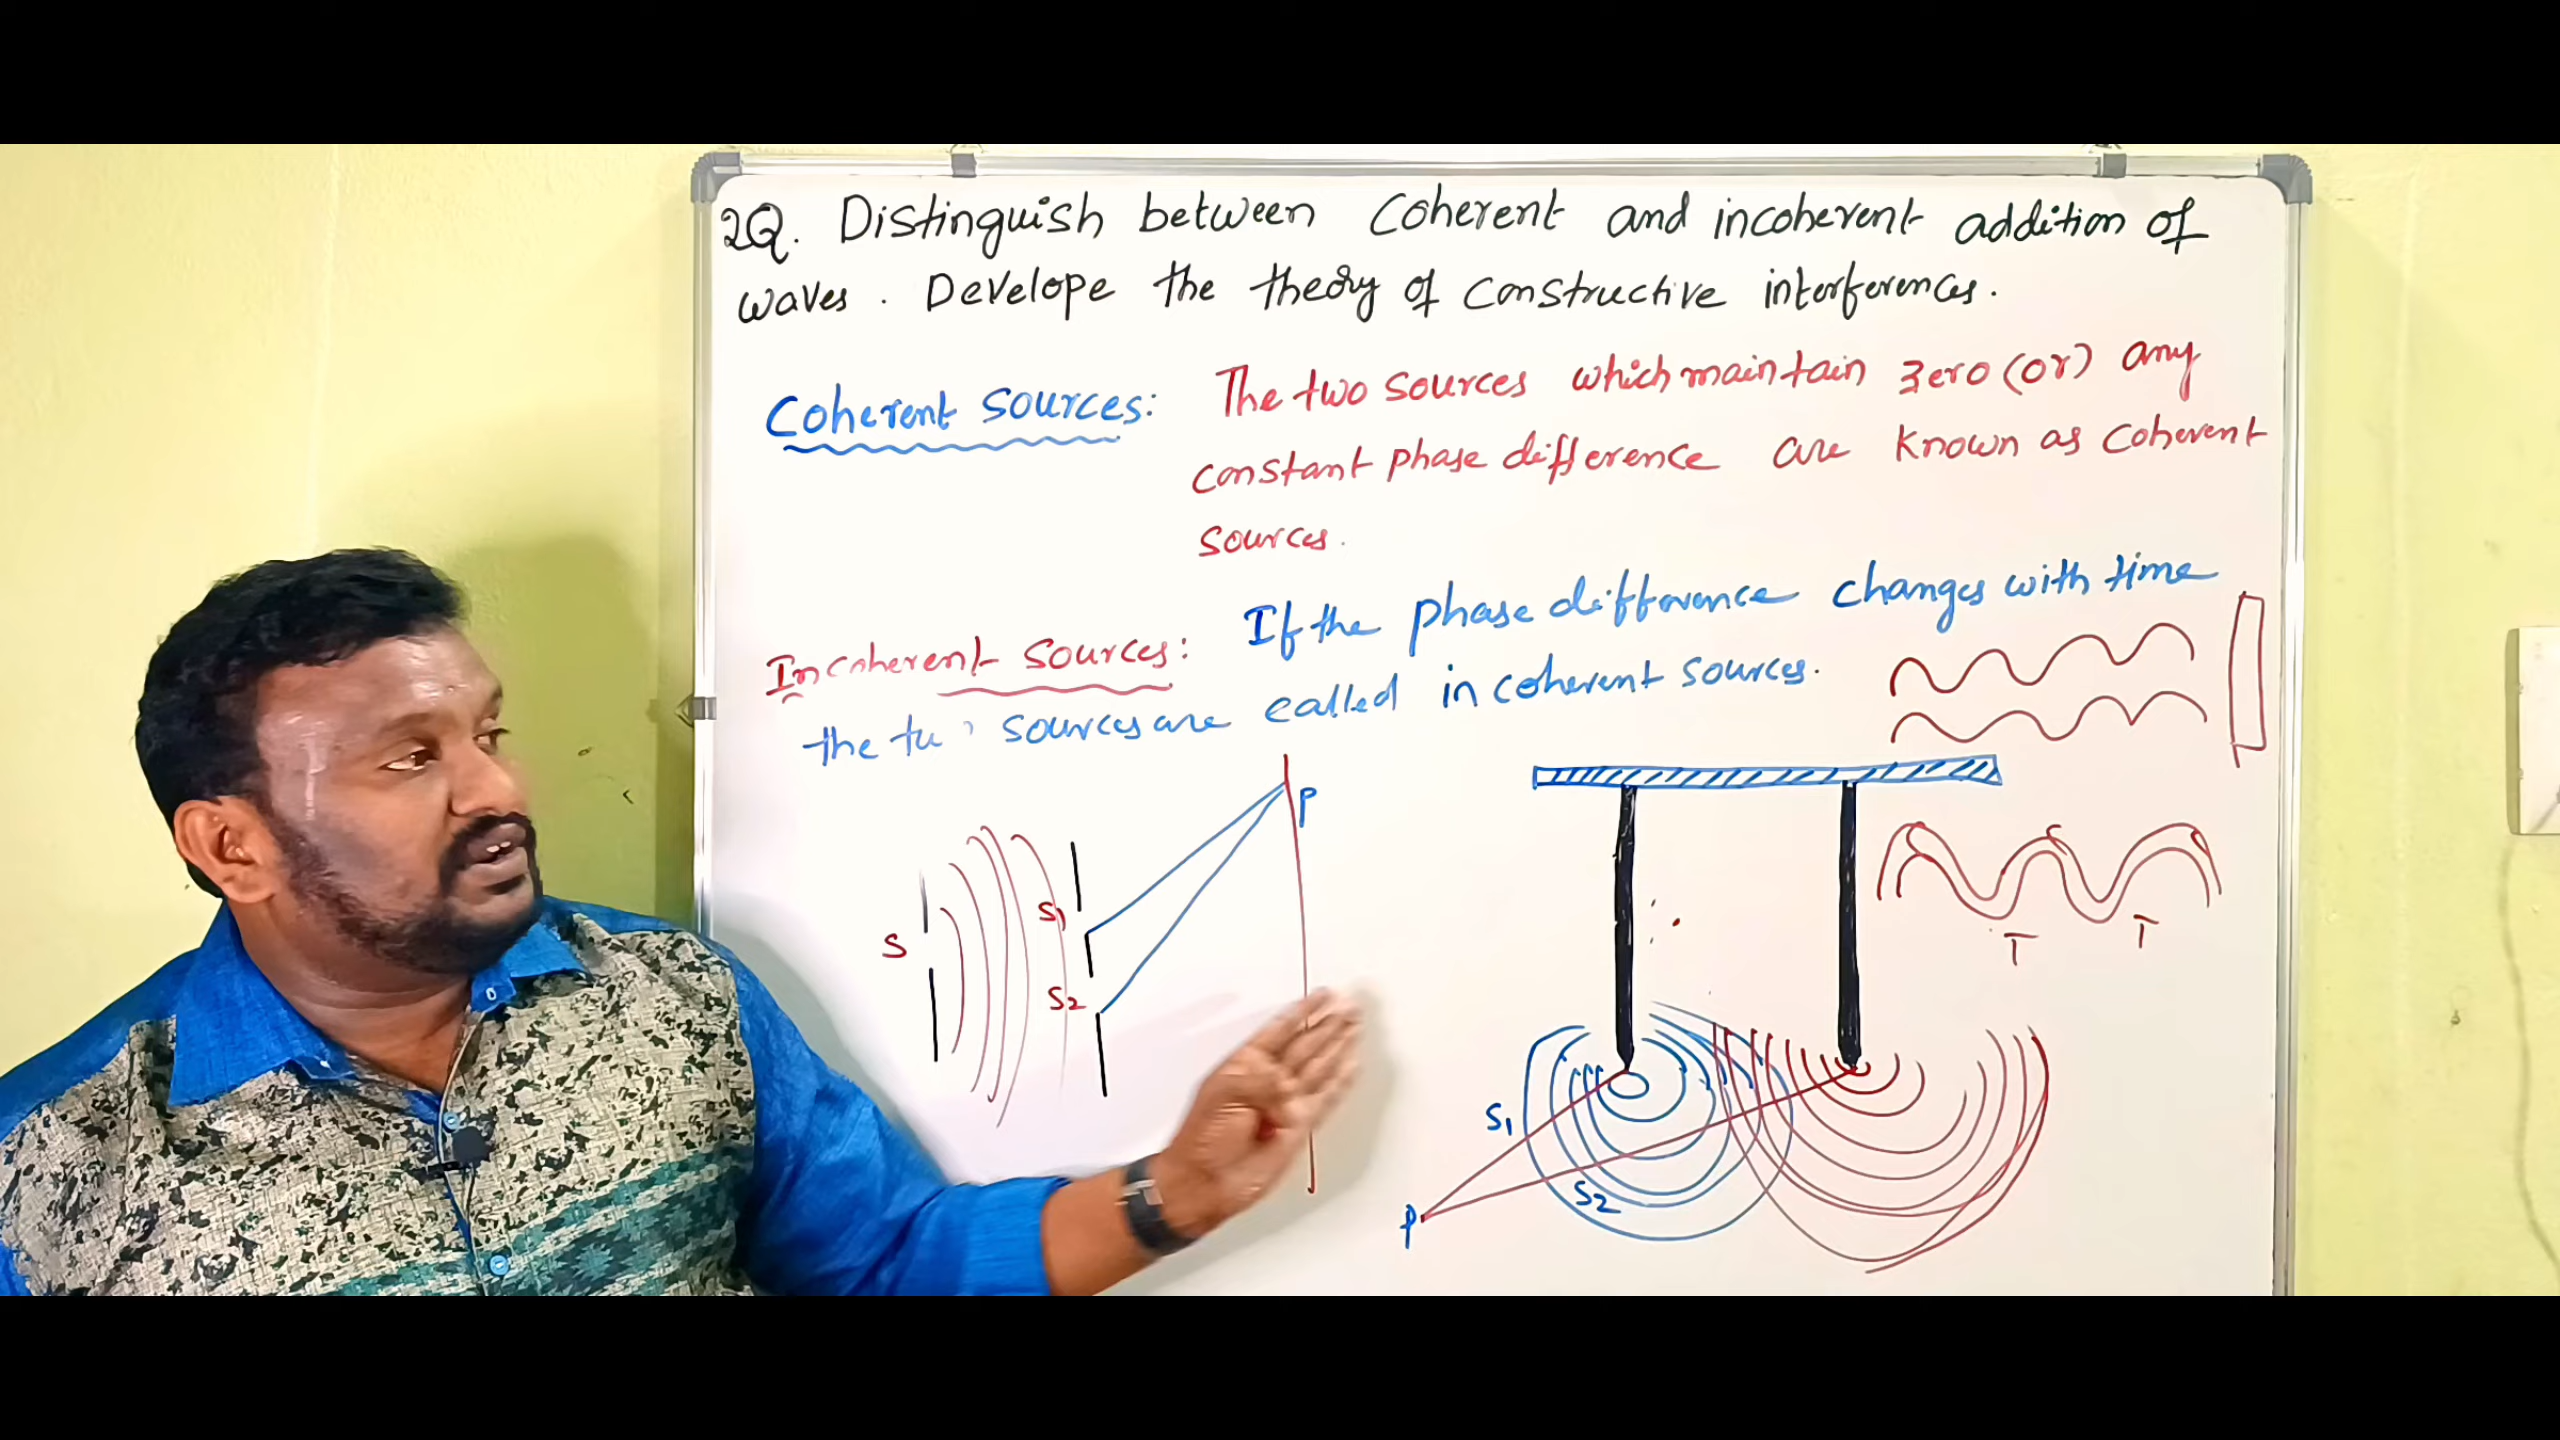 2Q. Distinguish between Coherent and incoherent addition of
waves. Develope the theory of constructive interferences.
Coherent sources: The two sources which maintain zero (or) any
constant phase difference are known as coherent
sources.
Incoherent sources: If the phase difference changes with time
the sources are called incoherent sources.
P
S
S1
S2
T T
S1
S2
P